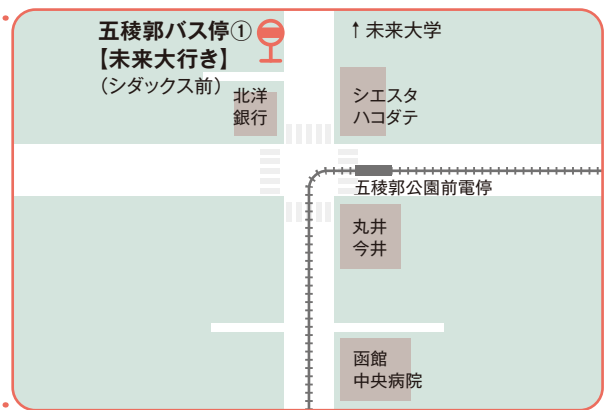 五稜郭バス停①
【未来大行き】
(シダックス前)
↑未来大学
北洋
銀行
シエスタ
ハコダテ
五稜郭公園前電停
丸井
今井
函館
中央病院